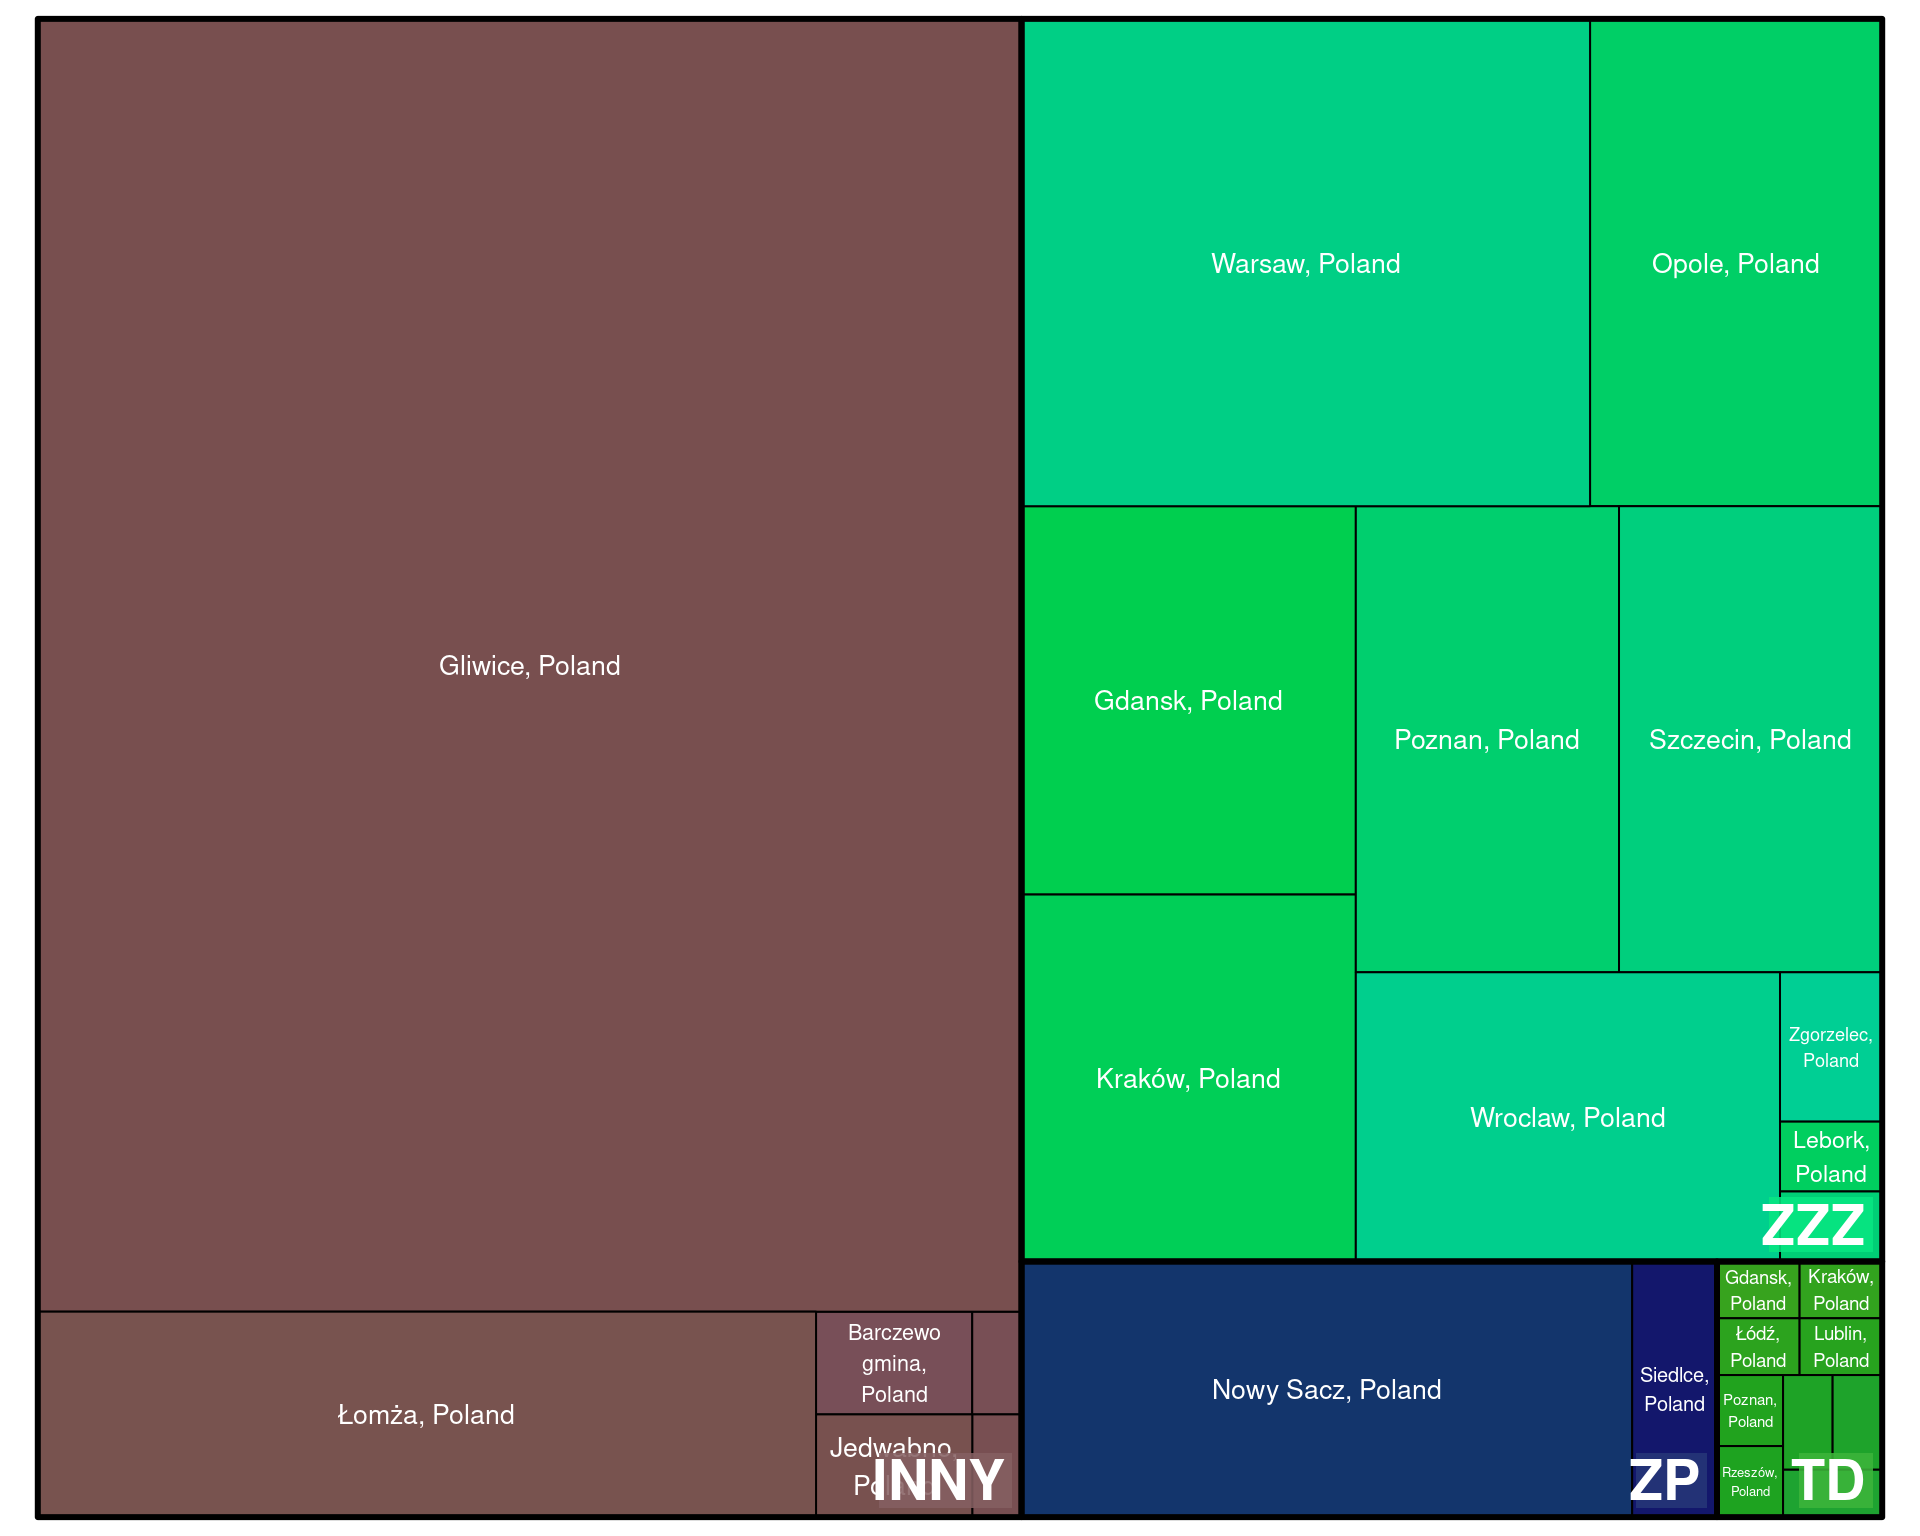 Gliwice, Poland
Łomża, Poland
Barczewo
gmina,
Poland
Jedwabno,
Poland
INNY
Warsaw, Poland
Opole, Poland
Gdansk, Poland
Poznan, Poland
Szczecin, Poland
Kraków, Poland
Wroclaw, Poland
Zgorzelec,
Poland
Lebork,
Poland
ZZZ
Nowy Sacz, Poland
Siedlce,
Poland
ZP
Gdansk,
Poland
Kraków,
Poland
Łódź,
Poland
Lublin,
Poland
Poznan,
Poland
Rzeszów,
Poland
TD